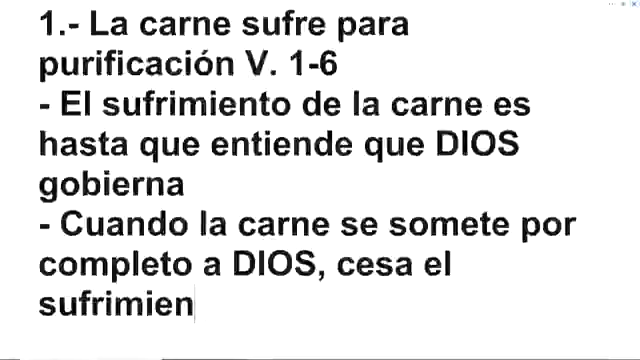 1.- La carne sufre para
purificación V. 1-6
- El sufrimiento de la carne es
hasta que entiende que DIOS
gobierna
- Cuando la carne se somete por
completo a DIOS, cesa el
sufrimien